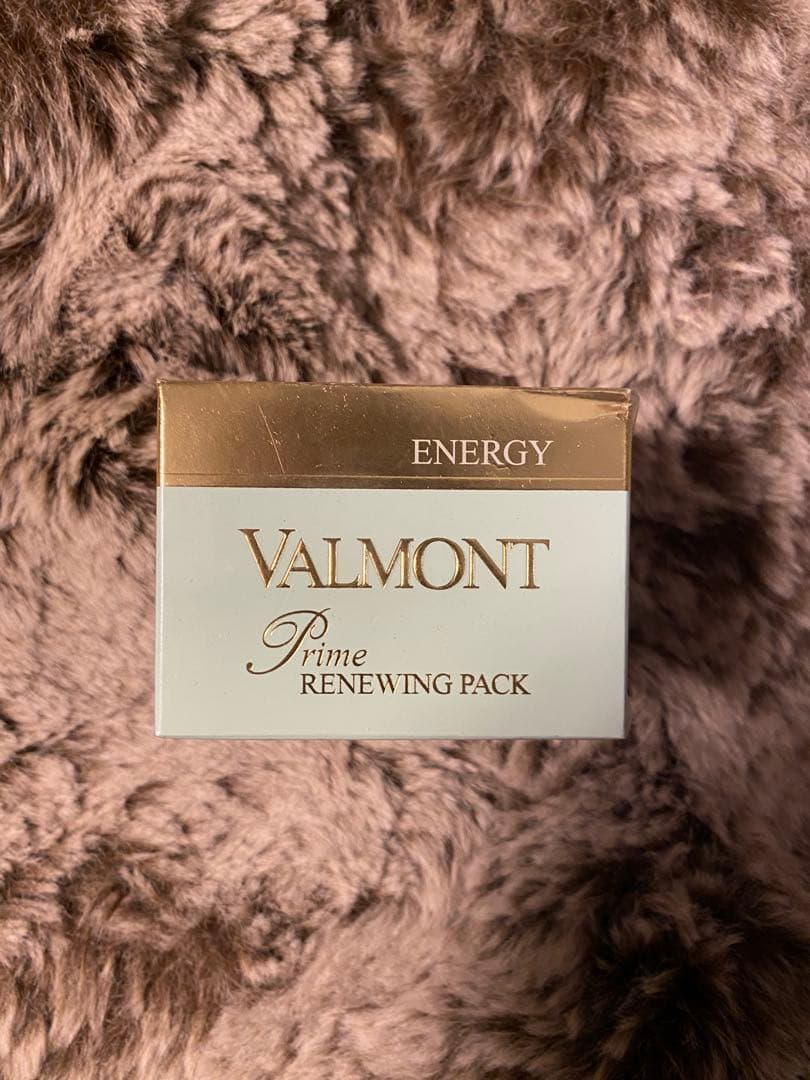 ENERGY
VALMONT
Prime
RENEWING PACK